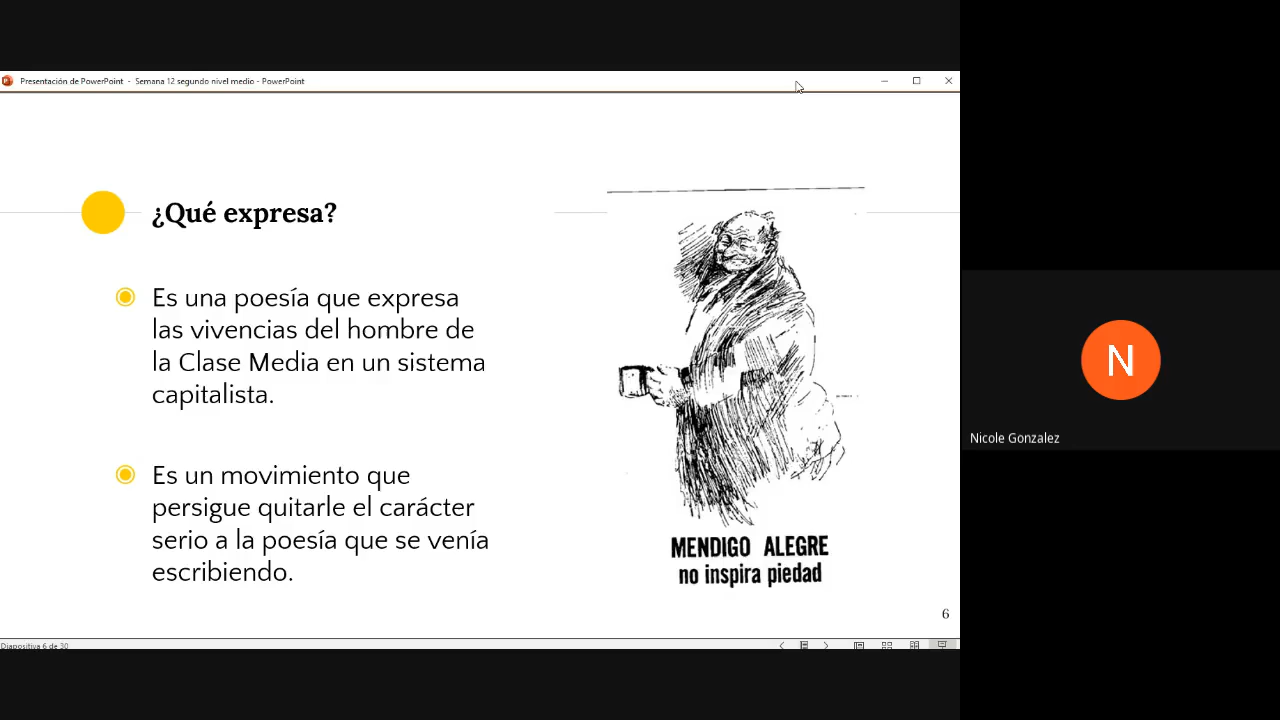 Presentación de PowerPoint - Semana 12 segundo nivel medio - PowerPoint
¿Qué expresa?
Es una poesía que expresa
las vivencias del hombre de
la Clase Media en un sistema
capitalista.
Es un movimiento que
persigue quitarle el carácter
serio a la poesía que se venía
escribiendo.
MENDIGO ALEGRE
no inspira piedad
6
Diapositiva 6 de 30
N
Nicole Gonzalez